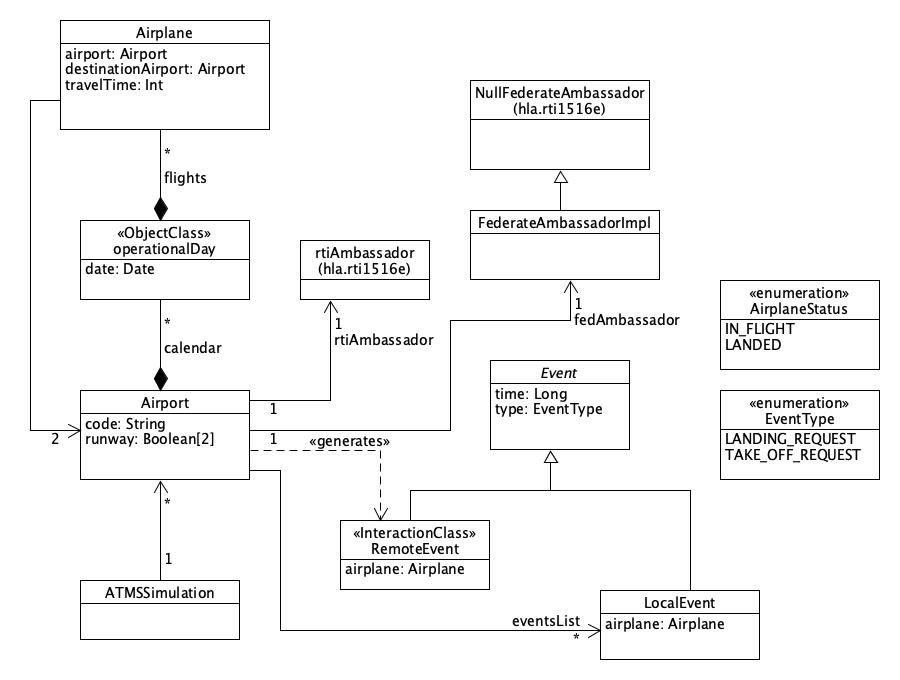 Airplane
airport: Airport
destinationAirport: Airport
travelTime: Int
*
flights
«ObjectClass»
operationalDay
date: Date
*
calendar
Airport
code: String
runway: Boolean[2]
2
*
1
ATMSSimulation
rtiAmbassador
(hla.rti1516e)
1
rtiAmbassador
1
1
«generates»
NullFederateAmbassador
(hla.rti1516e)
FederateAmbassadorImpl
1
fedAmbassador
Event
time: Long
type: EventType
«InteractionClass»
RemoteEvent
airplane: Airplane
eventsList
*
LocalEvent
airplane: Airplane
«enumeration»
AirplaneStatus
IN_FLIGHT
LANDED
«enumeration»
EventType
LANDING_REQUEST
TAKE_OFF_REQUEST